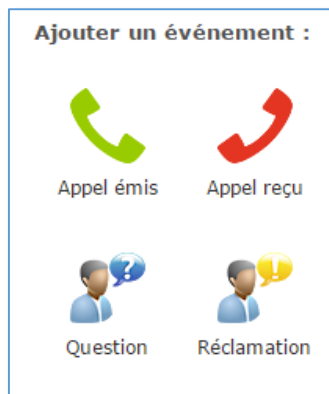 Ajouter un événement :
Appel émis
Appel reçu
?
!
Question
Réclamation